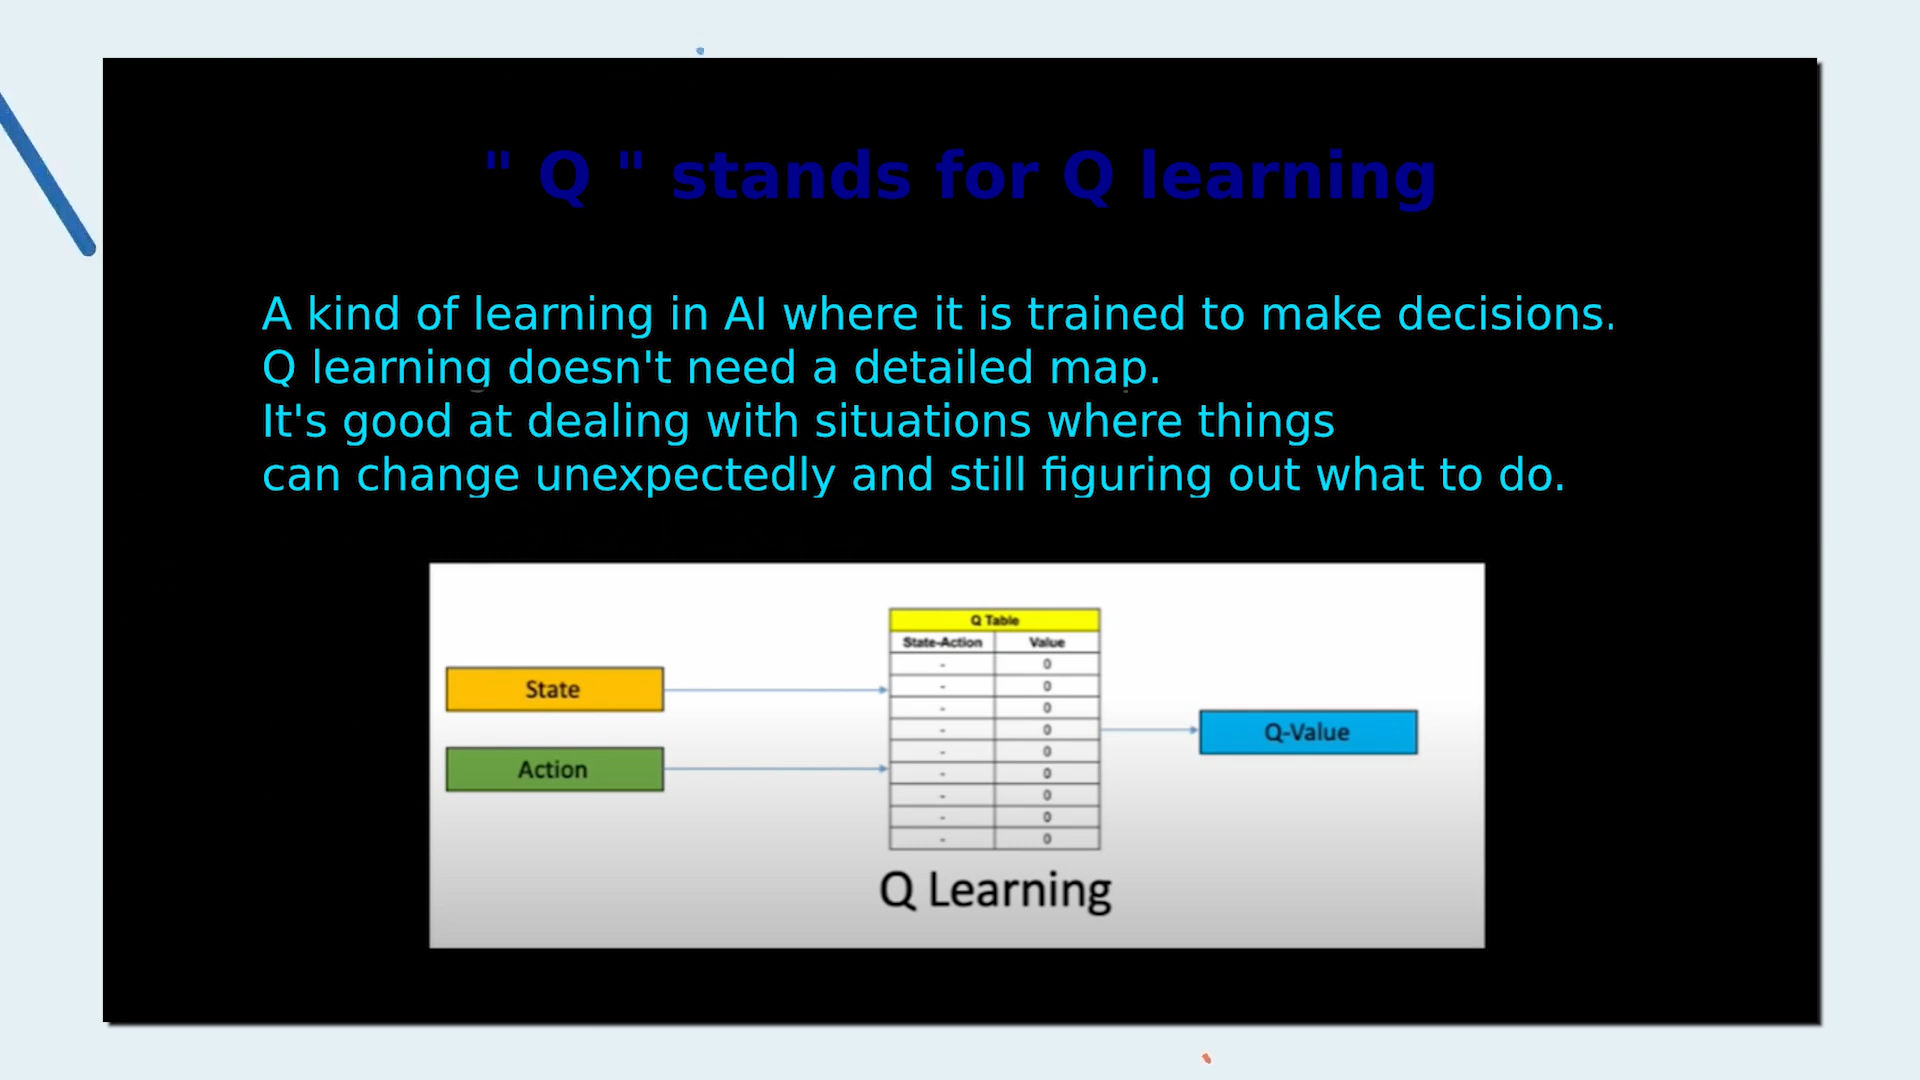 " Q " stands for Q learning
A kind of learning in AI where it is trained to make decisions.
Q learning doesn't need a detailed map.
It's good at dealing with situations where things
can change unexpectedly and still figuring out what to do.
Q Table
State-Action Value
- 0
- 0
- 0
- 0
- 0
- 0
- 0
- 0
- 0
State
Action
Q-Value
Q Learning